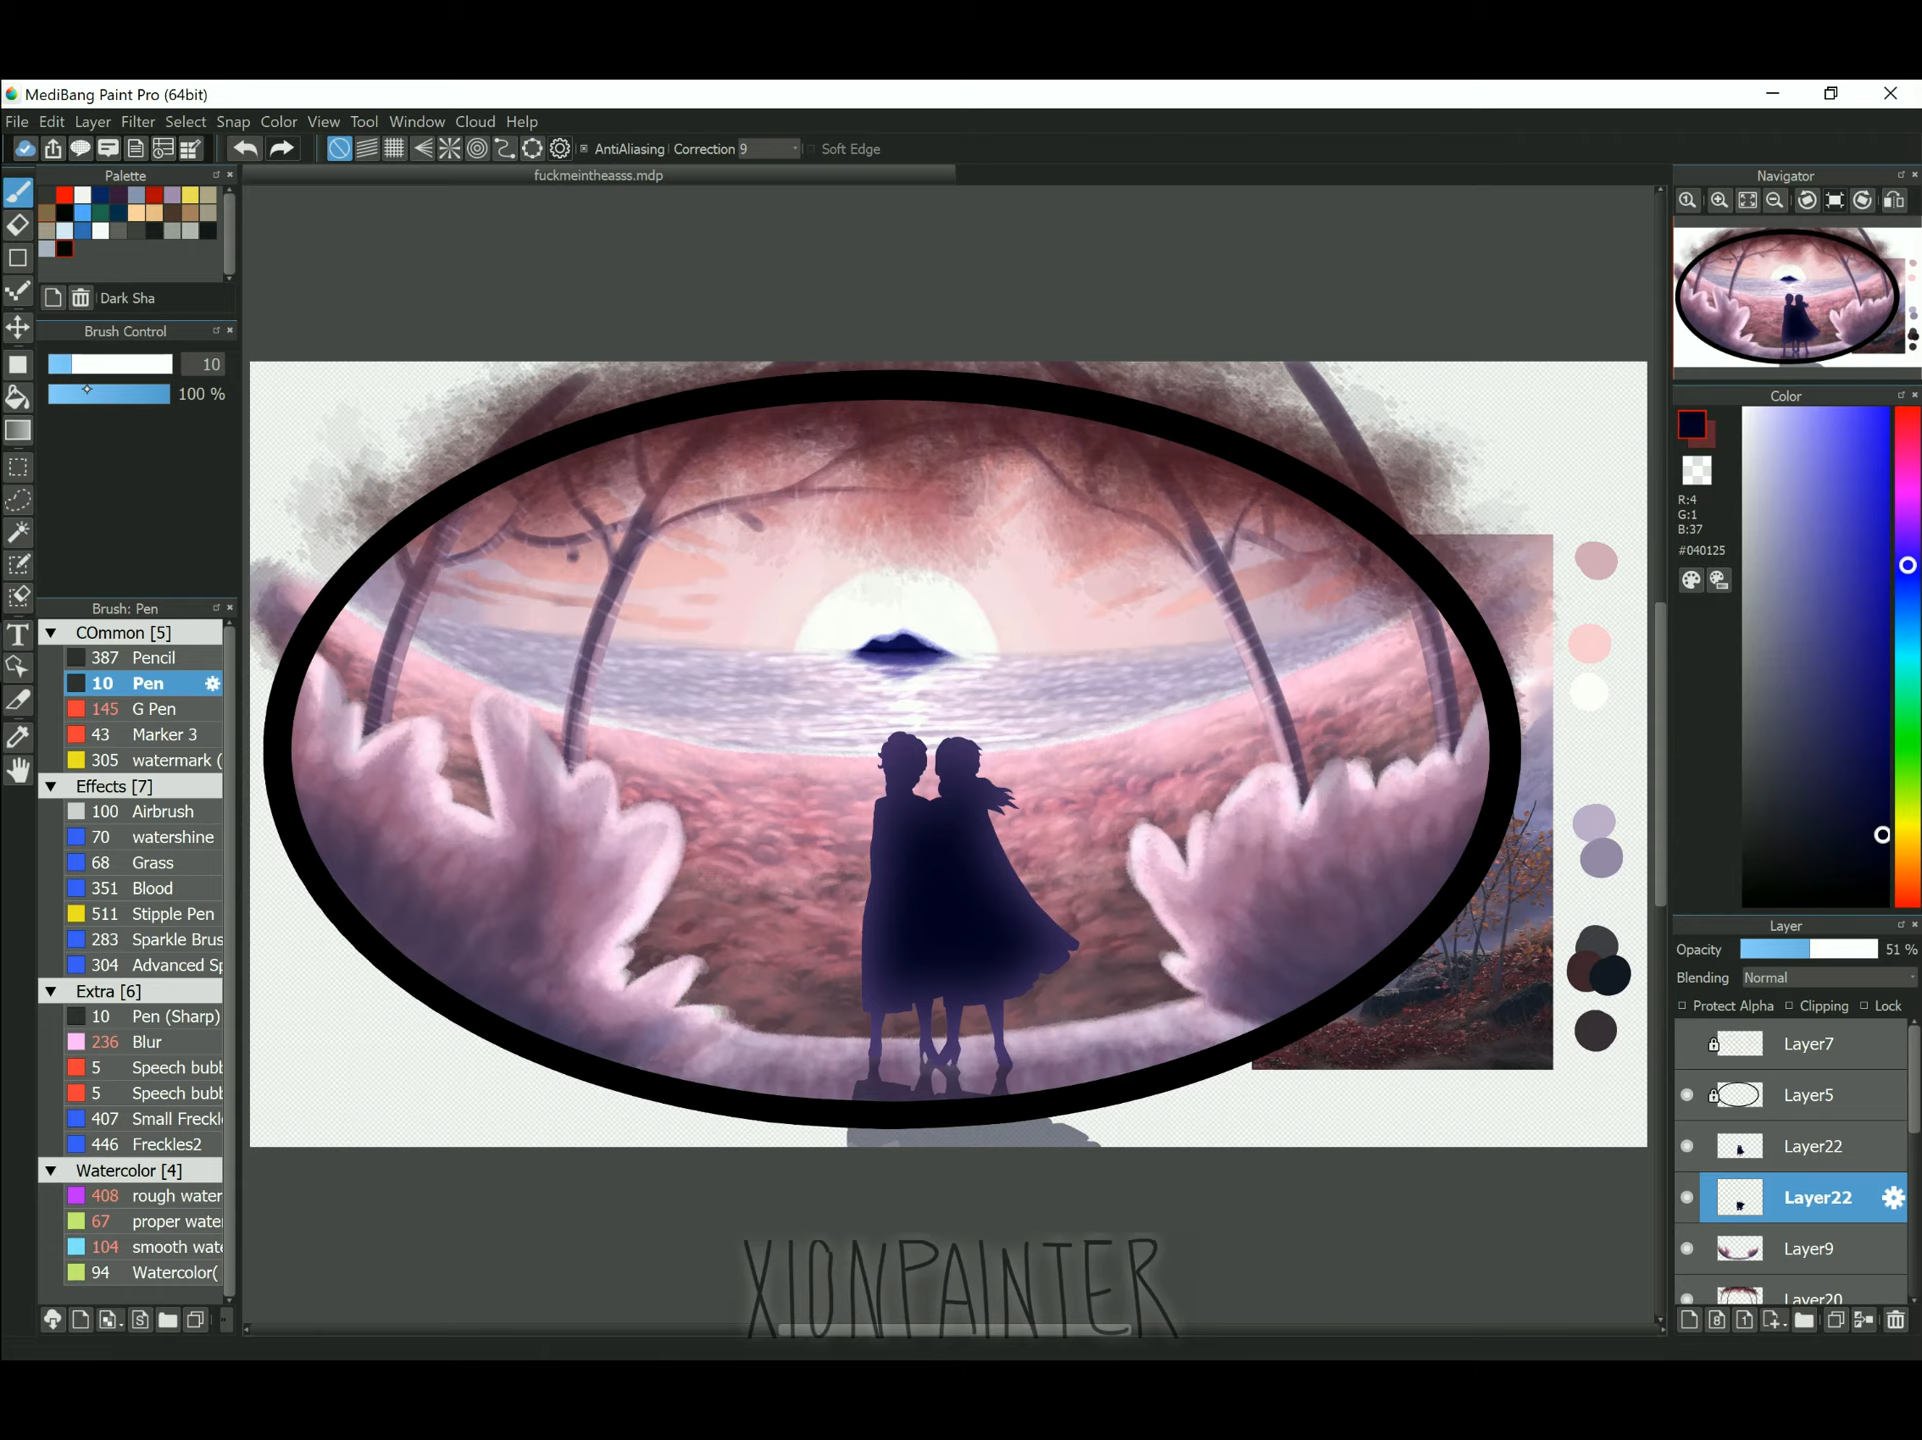 MediBang Paint Pro (64bit)
File Edit Layer Filter Select Snap Color View Tool Window Cloud Help
AntiAliasing Correction 9 Soft Edge
Palette
fuckmeintheasss.mdp
Navigator
Dark Sha
Brush Control
10
100 %
Color
R:4
G:1
B:37
#040125
Brush: Pen
COmmon [5]
387 Pencil
10 Pen
145 G Pen
43 Marker 3
305 watermark (
Effects [7]
100 Airbrush
70 watershine
68 Grass
351 Blood
511 Stipple Pen
283 Sparkle Brus
304 Advanced Sp
Extra [6]
10 Pen (Sharp)
236 Blur
5 Speech bubb
5 Speech bubb
407 Small Freckl
446 Freckles2
Watercolor [4]
408 rough water
67 proper wate
104 smooth wate
94 Watercolor(
Layer
Opacity 51 %
Blending Normal
Protect Alpha Clipping Lock
Layer7
Layer5
Layer22
Layer22
Layer9
Layer20
XIONPAINTER